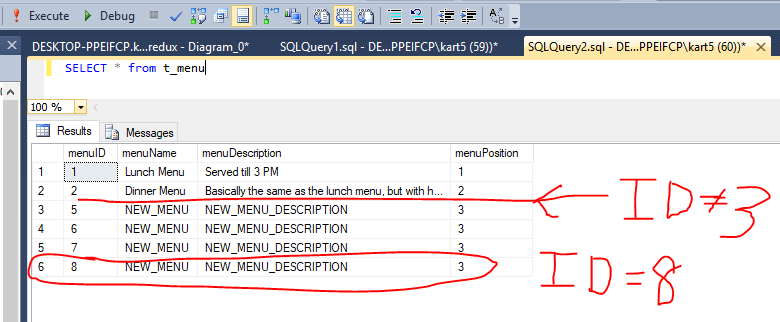 Execute Debug
DESKTOP-PPEIFCP.k...redux - Diagram_0* SQLQuery1.sql - DE...PPEIFCP\kart5 (59))* SQLQuery2.sql - DE...PPEIFCP\kart5 (60))*
SELECT * from t_menu
100 %
Results Messages
menuID menuName menuDescription menuPosition
1 1 Lunch Menu Served till 3 PM 1
2 2 Dinner Menu Basically the same as the lunch menu, but with h... 2
3 5 NEW_MENU NEW_MENU_DESCRIPTION 3
4 6 NEW_MENU NEW_MENU_DESCRIPTION 3
5 7 NEW_MENU NEW_MENU_DESCRIPTION 3
6 8 NEW_MENU NEW_MENU_DESCRIPTION 3
ID≠3
ID=8